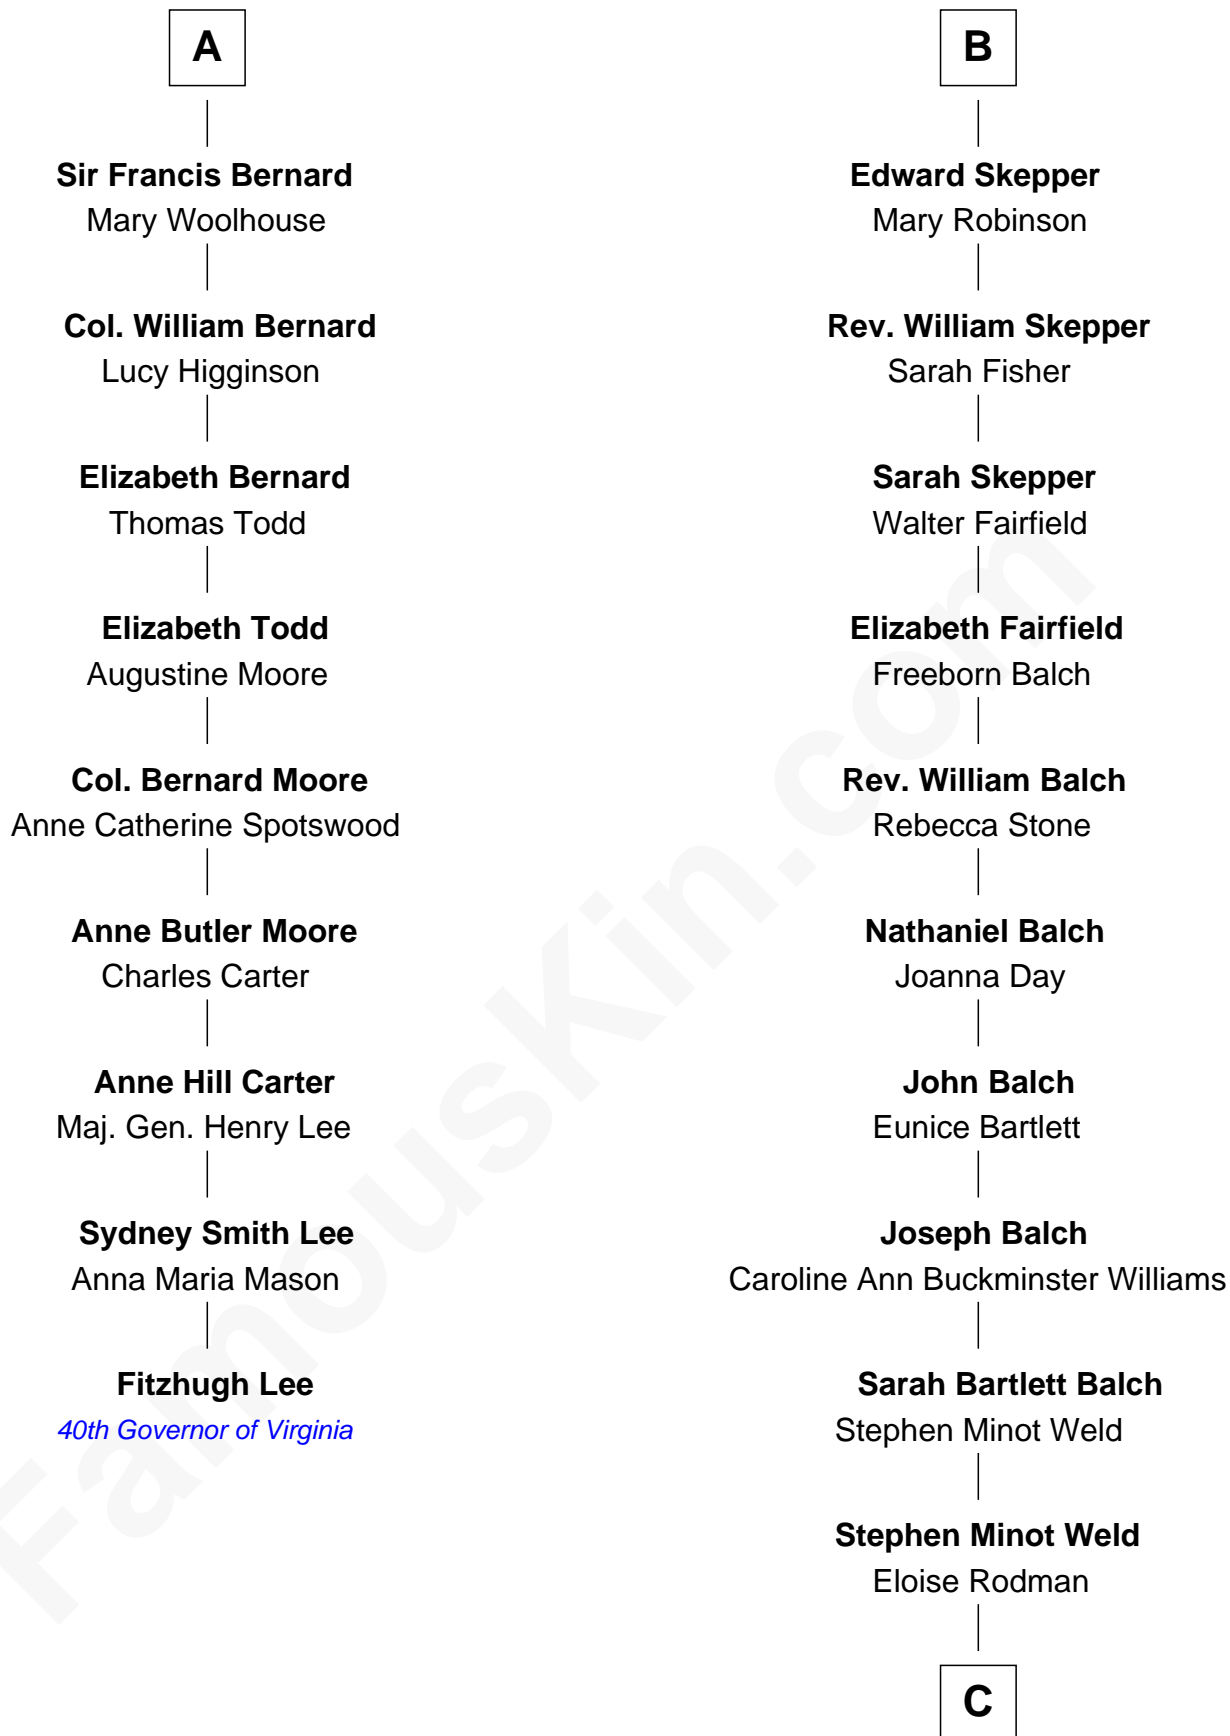 A
Sir Francis Bernard
Mary Woolhouse
Col. William Bernard
Lucy Higginson
Elizabeth Bernard
Thomas Todd
Elizabeth Todd
Augustine Moore
Col. Bernard Moore
Anne Catherine Spotswood
Anne Butler Moore
Charles Carter
Anne Hill Carter
Maj. Gen. Henry Lee
Sydney Smith Lee
Anna Maria Mason
Fitzhugh Lee
40th Governor of Virginia
B
Edward Skepper
Mary Robinson
Rev. William Skepper
Sarah Fisher
Sarah Skepper
Walter Fairfield
Elizabeth Fairfield
Freeborn Balch
Rev. William Balch
Rebecca Stone
Nathaniel Balch
Joanna Day
John Balch
Eunice Bartlett
Joseph Balch
Caroline Ann Buckminster Williams
Sarah Bartlett Balch
Stephen Minot Weld
Stephen Minot Weld
Eloise Rodman
C
FamousKin.com